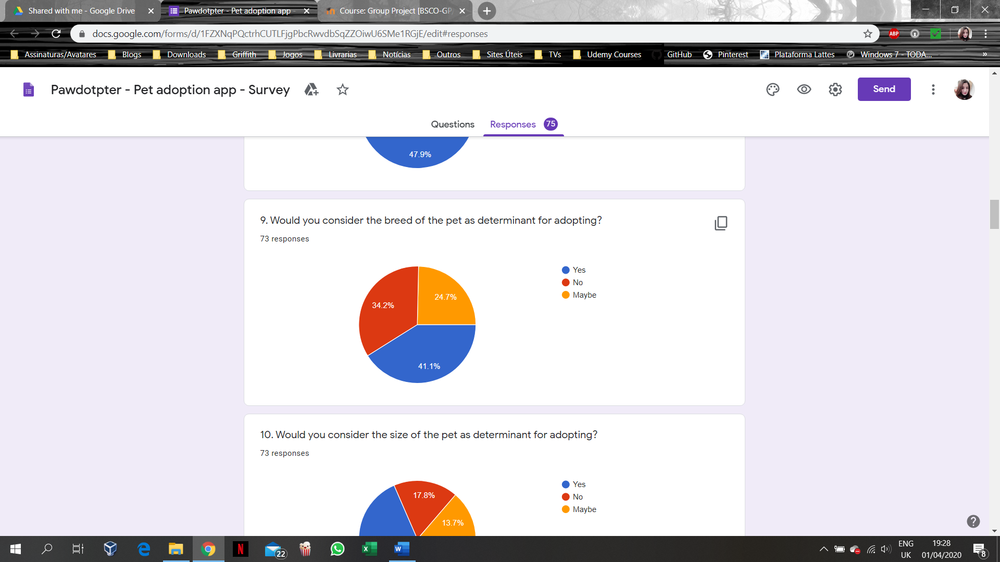 Shared with me - Google Drive
Pawdotpter - Pet adoption app -
Course: Group Project [BSCO-GP
docs.google.com/forms/d/1FZXNqPQctrhCUTLFjgPbcRwvdbSqZZOiwU6SMe1RGjE/edit#responses
ABP
Assinaturas/Avatares Blogs Downloads Griffith Jogos Livrarias Notícias Outros Sites Úteis TVs Udemy Courses GitHub Pinterest Plataforma Lattes Windows 7 - TODA... »
Pawdotpter - Pet adoption app - Survey
Send
Questions Responses 75
47.9%
9. Would you consider the breed of the pet as determinant for adopting?
73 responses
Yes
No
Maybe
34.2%
24.7%
41.1%
10. Would you consider the size of the pet as determinant for adopting?
73 responses
Yes
No
Maybe
17.8%
13.7%
22
ENG
UK
19:28
01/04/2020
8